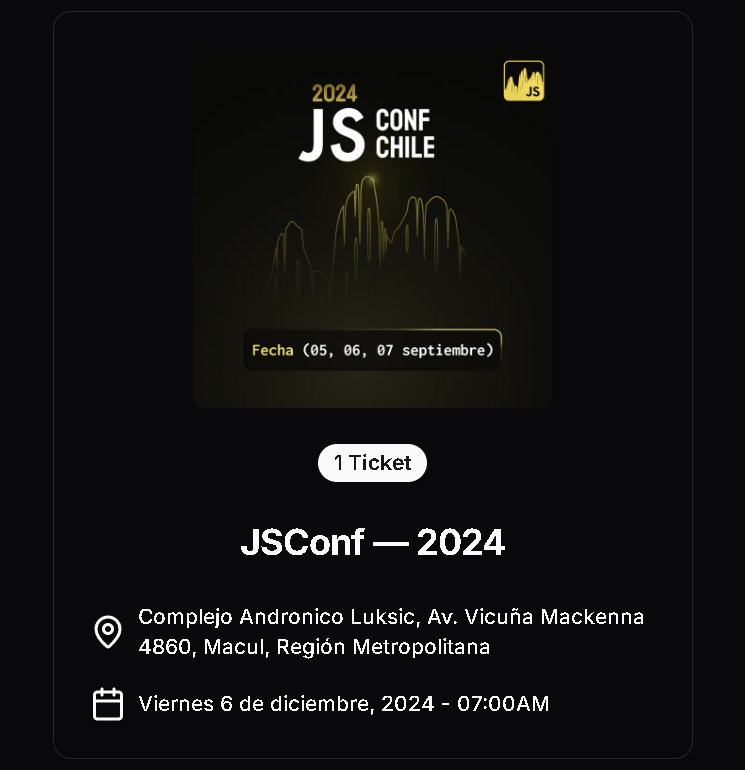 2024
JS CONF CHILE
JS
Fecha (05, 06, 07 septiembre)
1 Ticket
JSConf — 2024
Complejo Andronico Luksic, Av. Vicuña Mackenna
4860, Macul, Región Metropolitana
Viernes 6 de diciembre, 2024 - 07:00AM